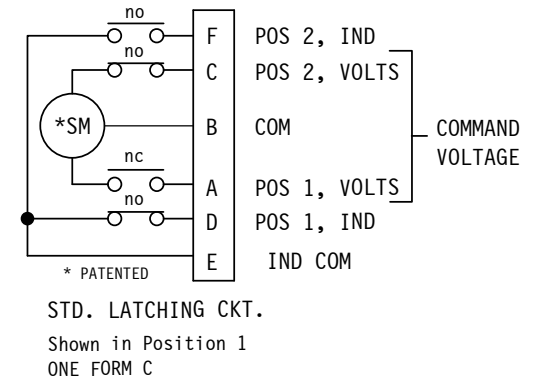 no
F POS 2, IND
no
C POS 2, VOLTS
*SM B COM
COMMAND
VOLTAGE
nc
A POS 1, VOLTS
no
D POS 1, IND
E IND COM
* PATENTED
STD. LATCHING CKT.
Shown in Position 1
ONE FORM C